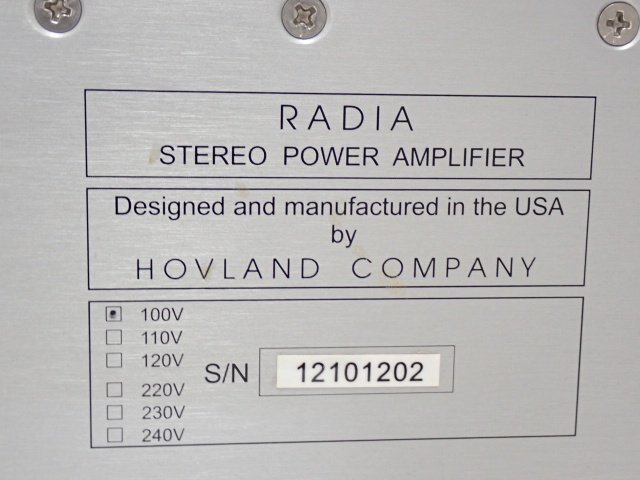 RADIA
STEREO POWER AMPLIFIER
Designed and manufactured in the USA
by
HOVLAND COMPANY
100V
110V
120V
220V
230V
240V
S/N 12101202